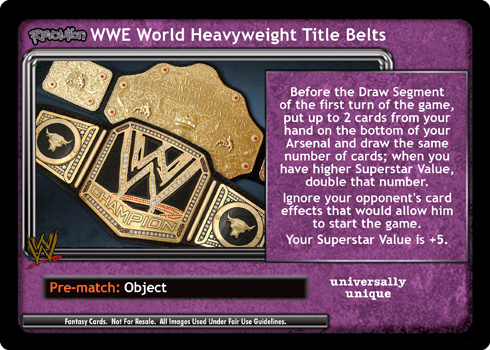 Revolution WWE World Heavyweight Title Belts
W
CHAMPION
Before the Draw Segment
of the first turn of the game,
put up to 2 cards from your
hand on the bottom of your
Arsenal and draw the same
number of cards; when you
have higher Superstar Value,
double that number.
Ignore your opponent's card
effects that would allow him
to start the game.
Your Superstar Value is +5.
W
Pre-match: Object
universally
unique
Fantasy Cards. Not For Resale. All Images Used Under Fair Use Guidelines.